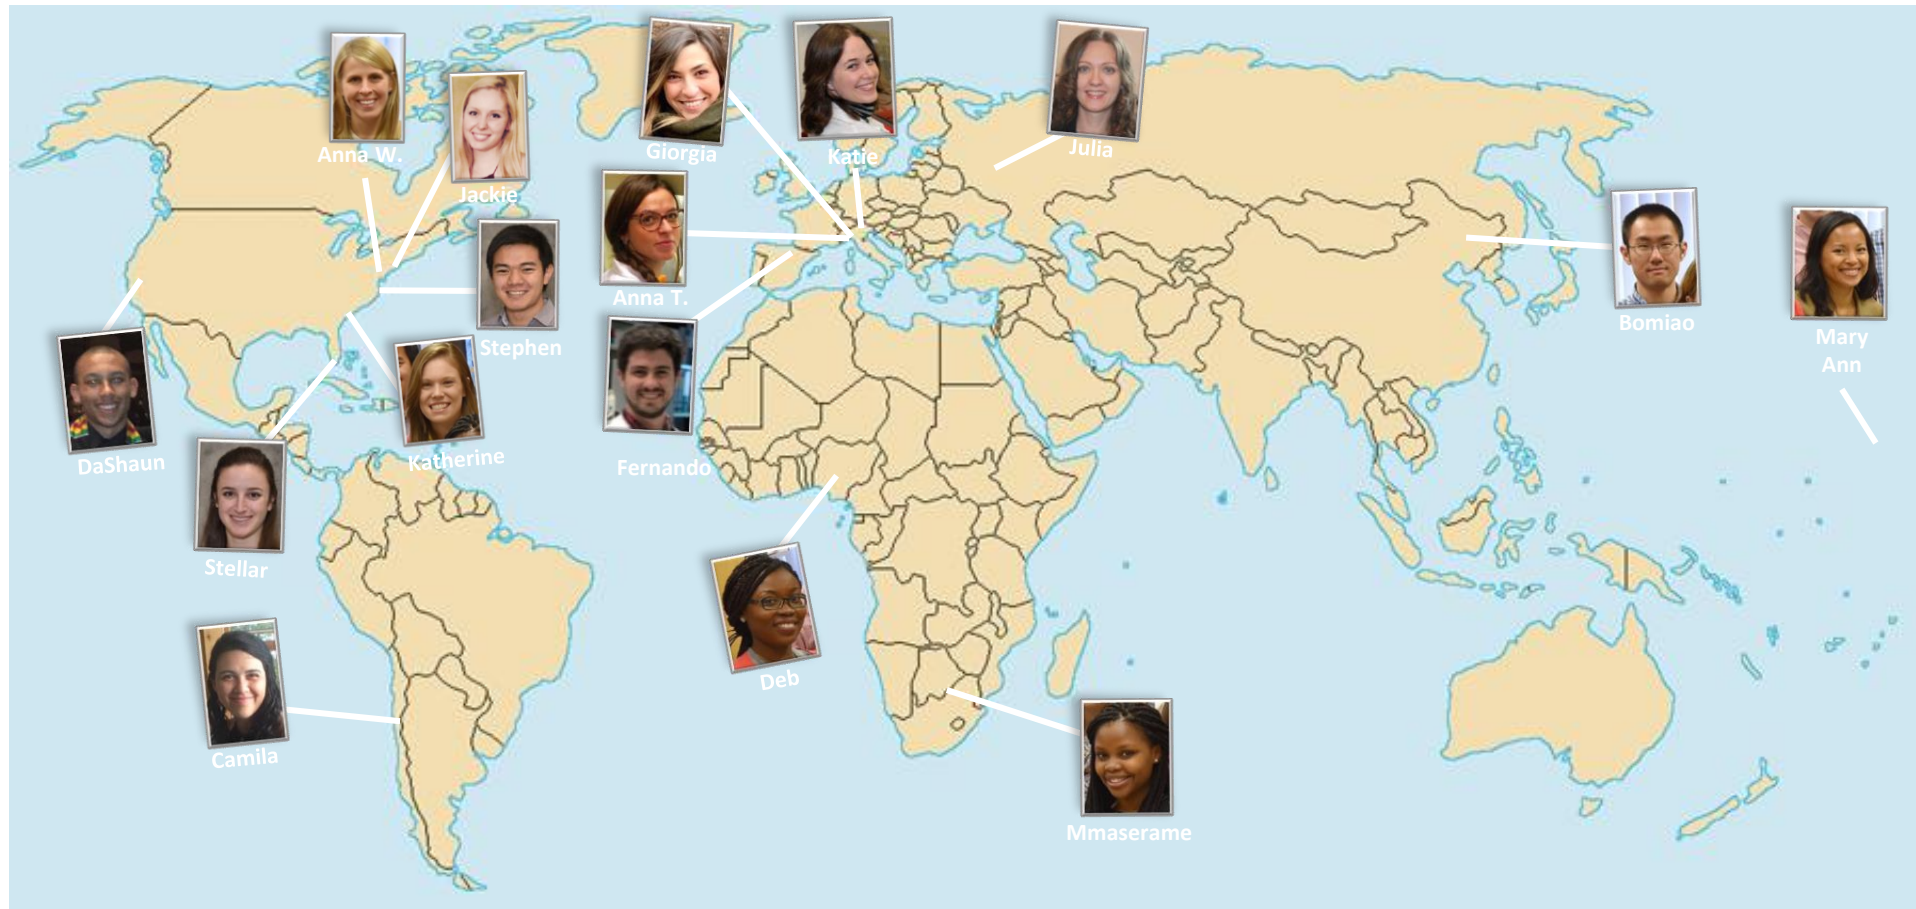 Anna W.
Jackie
Giorgia
Katie
Julia
Anna T.
Stephen
Bomiao
Mary
Ann
DaShaun
Katherine
Fernando
Stellar
Deb
Camila
Mmaserame